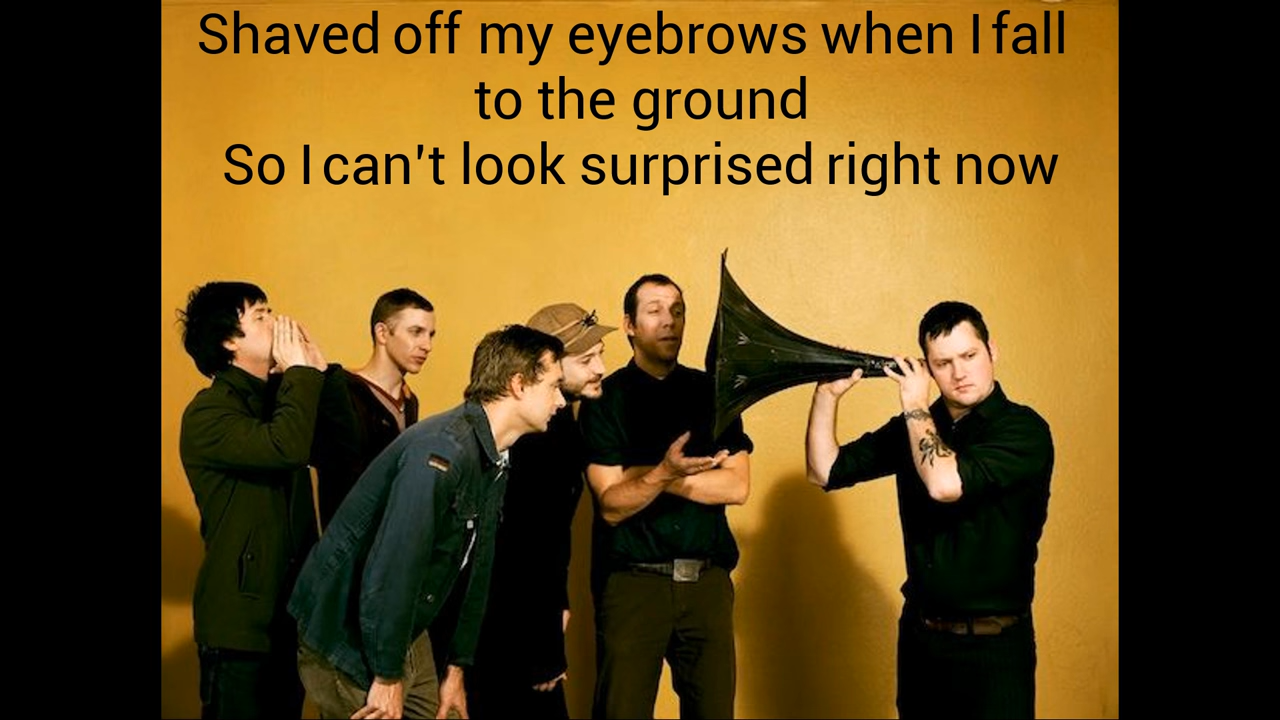 Shaved off my eyebrows when I fall
to the ground
So I can't look surprised right now